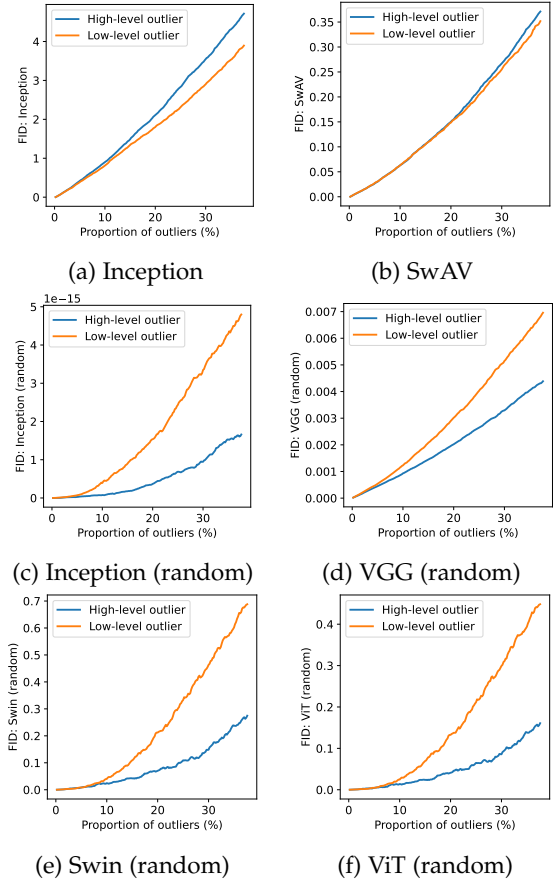 High-level outlier
Low-level outlier
FID: Inception
4
3
2
1
0
0
10
20
30
Proportion of outliers (%)
(a) Inception
High-level outlier
Low-level outlier
FID: SwAV
0.35
0.30
0.25
0.20
0.15
0.10
0.05
0.00
0
10
20
30
Proportion of outliers (%)
(b) SwAV
1e−15
High-level outlier
Low-level outlier
FID: Inception (random)
5
4
3
2
1
0
0
10
20
30
Proportion of outliers (%)
(c) Inception (random)
High-level outlier
Low-level outlier
FID: VGG (random)
0.007
0.006
0.005
0.004
0.003
0.002
0.001
0.000
0
10
20
30
Proportion of outliers (%)
(d) VGG (random)
High-level outlier
Low-level outlier
FID: Swin (random)
0.7
0.6
0.5
0.4
0.3
0.2
0.1
0.0
0
10
20
30
Proportion of outliers (%)
(e) Swin (random)
High-level outlier
Low-level outlier
FID: ViT (random)
0.4
0.3
0.2
0.1
0.0
0
10
20
30
Proportion of outliers (%)
(f) ViT (random)